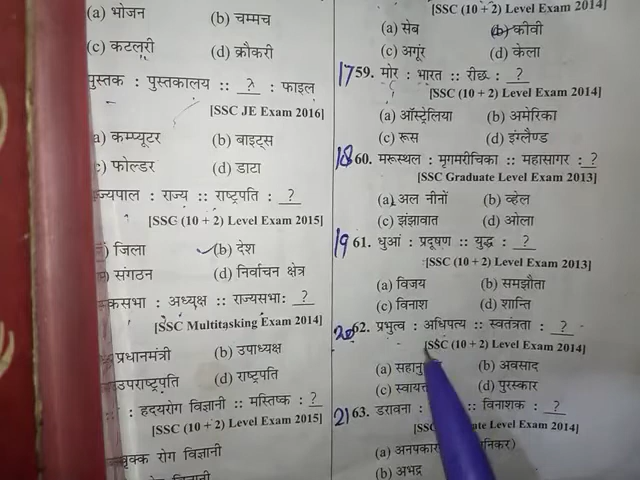 (a) भोजन (b) चम्मच
(c) कटलरी (d) क्रौकरी
पुस्तक : पुस्तकालय :: ? : फाइल
[SSC JE Exam 2016]
a) कम्प्यूटर (b) बाइट्स
c) फोल्डर (d) डाटा
: राज्य :: राष्ट्रपति : ?
[SSC (10 + 2) Level Exam 2015]
) जिला (b) देश
) संगठन (d) निर्वाचन क्षेत्र
: अध्यक्ष :: राज्यसभा: ?
[SSC Multitasking Exam 2014]
प्रधानमंत्री (b) उपाध्यक्ष
उपराष्ट्रपति (d) राष्ट्रपति
: हृदयरोग विज्ञानी :: मस्तिष्क : ?
[SSC (10 + 2) Level Exam 2015]
वृक्क रोग विज्ञानी
[SSC (10 + 2) Level Exam 2014]
(a) सेब (b) कीवी
(c) अगूंर (d) केला
17 59. मोर : भारत :: रीछ : ?
[SSC (10 + 2) Level Exam 2014]
(a) ऑस्ट्रेलिया (b) अमेरिका
(c) रूस (d) इंग्लैण्ड
18 60. मरूस्थल : मृगमरीचिका :: महासागर : ?
[SSC Graduate Level Exam 2013]
(a) अल नीनों (b) व्हेल
(c) झंझावात (d) ओला
19 61. धुआं : प्रदूषण :: युद्ध : ?
[SSC (10 + 2) Level Exam 2013]
(a) विजय (b) समझौता
(c) विनाश (d) शान्ति
20 62. प्रभुत्व : अधिपत्य :: स्वतंत्रता : ?
[SSC (10 + 2) Level Exam 2014]
(a) (b) अवसाद
(c) (d) पुरस्कार
21 63. डरावना : विनाशक : ?
Level Exam 2014]
(a)
(b) अभद्र